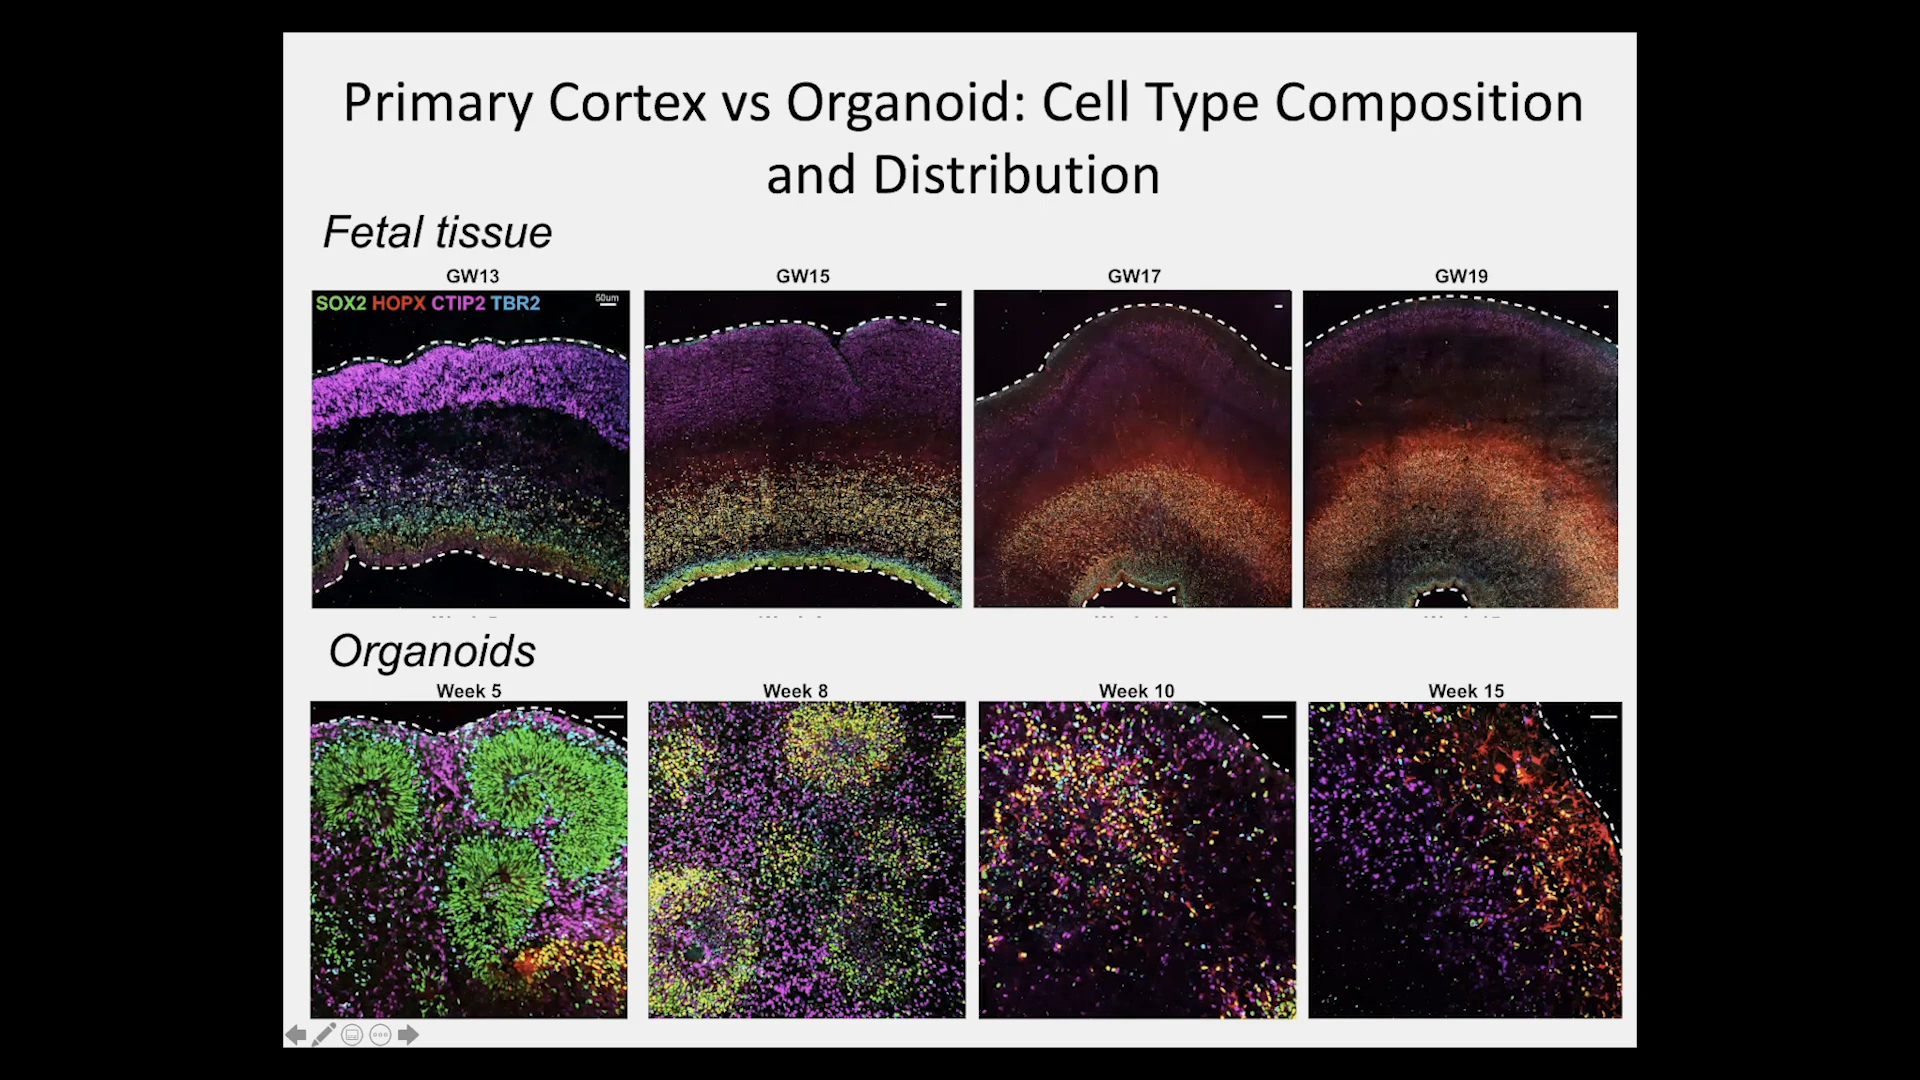 Primary Cortex vs Organoid: Cell Type Composition
and Distribution
Fetal tissue
GW13
GW15
GW17
GW19
SOX2 HOPX CTIP2 TBR2
50um
Organoids
Week 5
Week 8
Week 10
Week 15